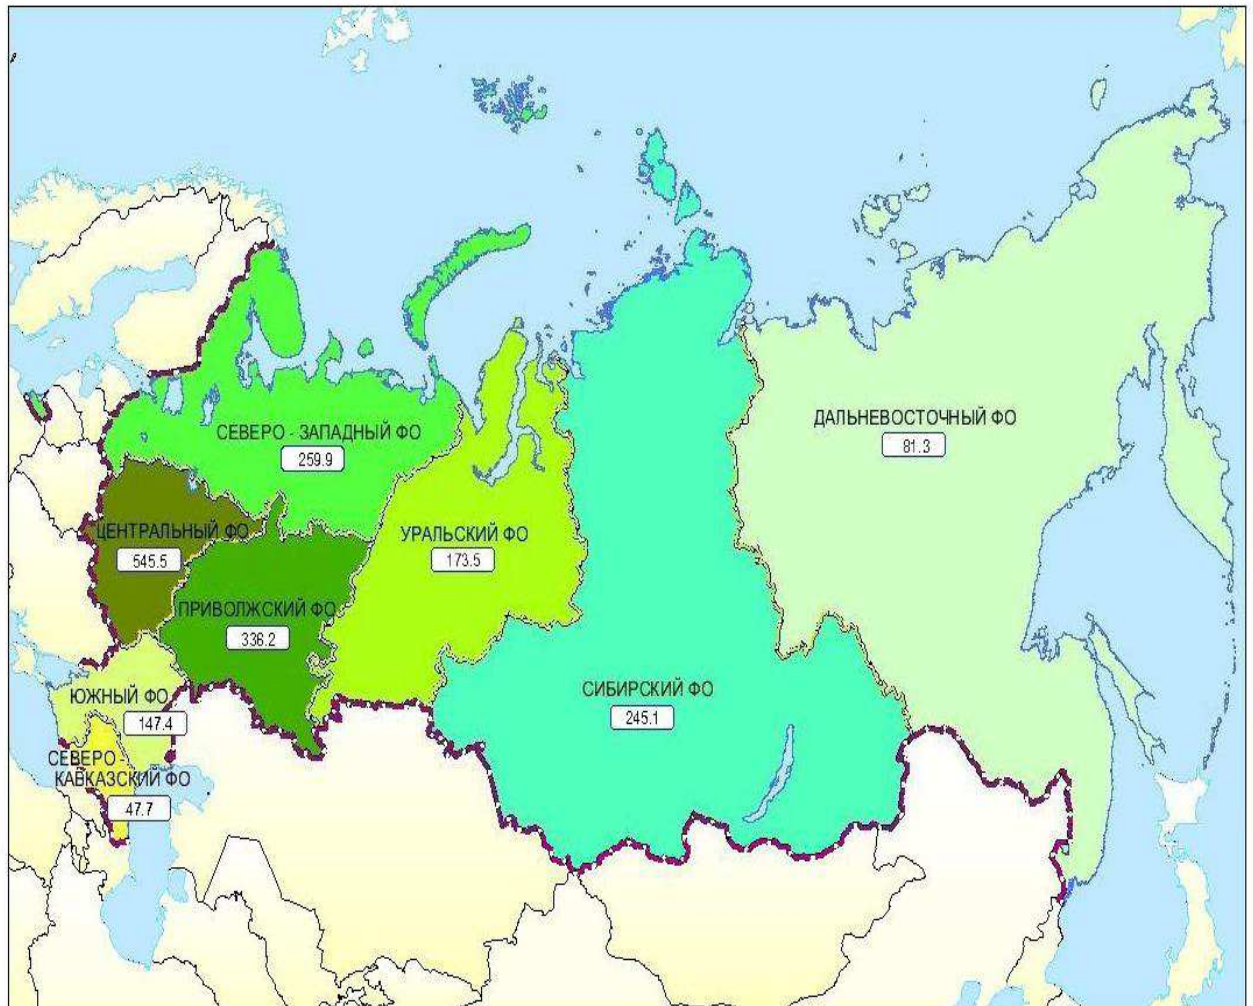 СЕВЕРО - ЗАПАДНЫЙ ФО
259.9
ДАЛЬНЕВОСТОЧНЫЙ ФО
81.3
ЦЕНТРАЛЬНЫЙ ФО
545.5
УРАЛЬСКИЙ ФО
173.5
ПРИВОЛЖСКИЙ ФО
336.2
СИБИРСКИЙ ФО
245.1
ЮЖНЫЙ ФО
147.4
СЕВЕРО -
КАВКАЗСКИЙ ФО
47.7